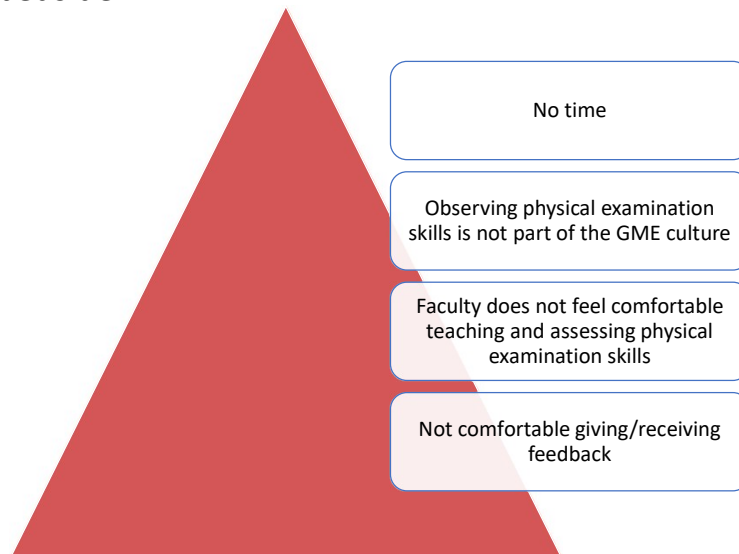 No time
Observing physical examination
skills is not part of the GME culture
Faculty does not feel comfortable
teaching and assessing physical
examination skills
Not comfortable giving/receiving
feedback